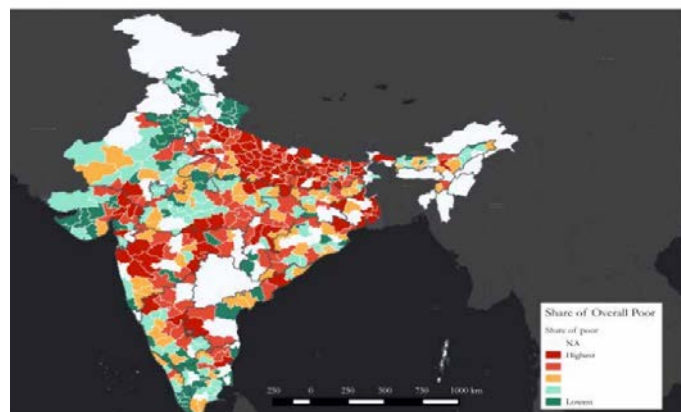 Share of Overall Poor
Share of poor
NA
Highest
Lowest
250 0 250 500 750 1000 km